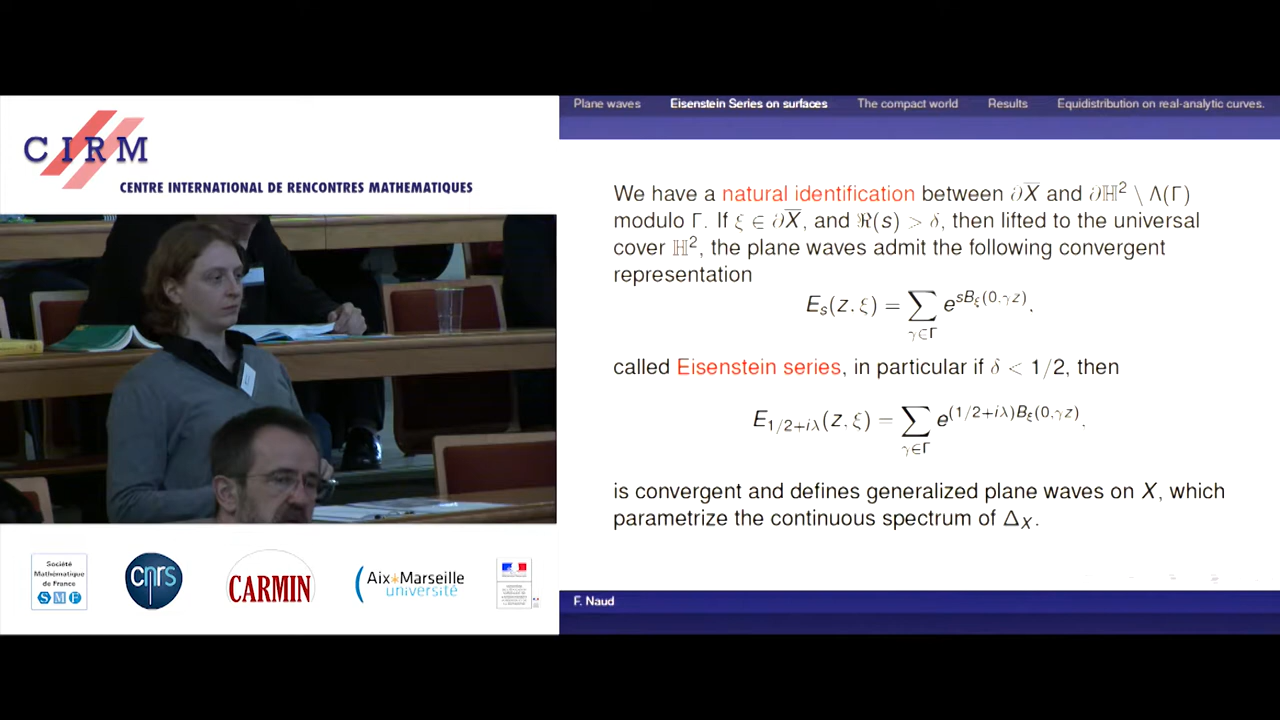 CIRM
CENTRE INTERNATIONAL DE RENCONTRES MATHEMATIQUES
Plane waves Eisenstein Series on surfaces The compact world Results Equidistribution on real-analytic curves.
We have a natural identification between ∂X̅ and ∂ℍ² \ Λ(Γ)
modulo Γ. If ξ ∈ ∂X̅, and ℜ(s) > δ, then lifted to the universal
cover ℍ², the plane waves admit the following convergent
representation
E_s(z, ξ) = ∑_{γ∈Γ} e^{sB_ξ(0,γz)}.
called Eisenstein series, in particular if δ < 1/2, then
E_{1/2+iλ}(z, ξ) = ∑_{γ∈Γ} e^{(1/2+iλ)B_ξ(0,γz)}.
is convergent and defines generalized plane waves on X, which
parametrize the continuous spectrum of Δ_X.
F. Naud
Société
Mathématique
de France
SMF
cnrs
CARMIN
Aix*Marseille
université